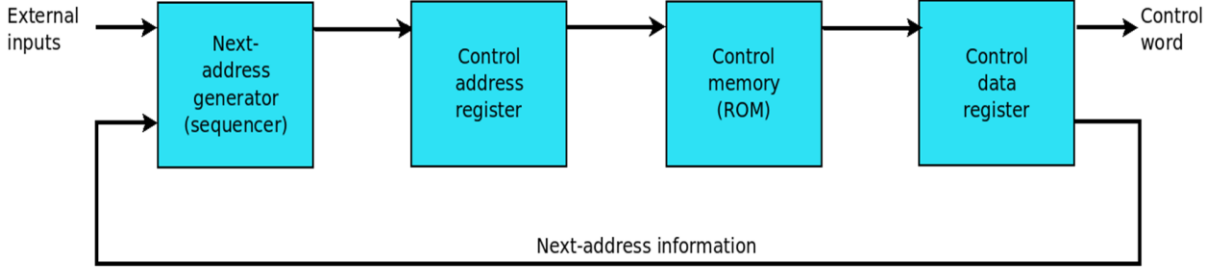 External
inputs
Next-
address
generator
(sequencer)
Control
address
register
Control
memory
(ROM)
Control
data
register
Control
word
Next-address information